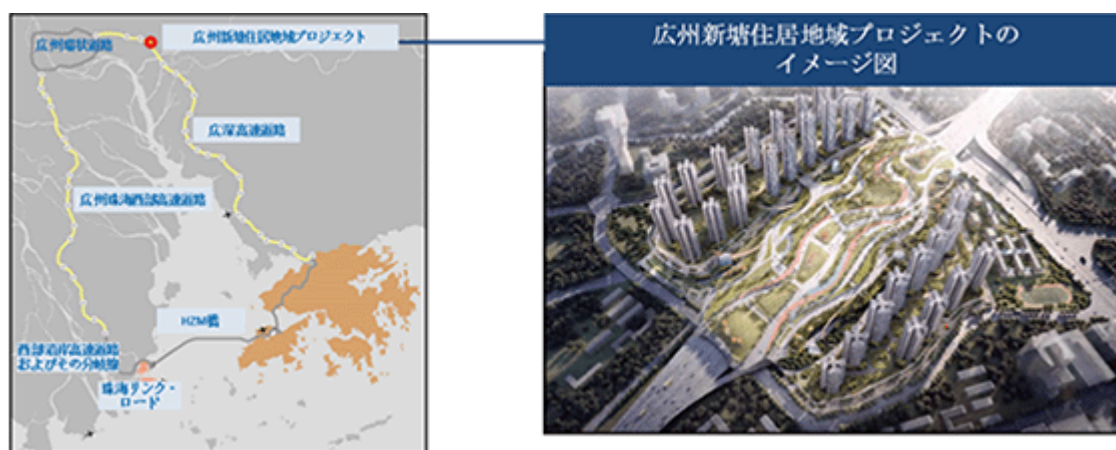 広州環状道路
広州新塘住居地域プロジェクト
広深高速道路
広州珠海西部高速道路
HZM橋
西部沿岸高速道路
およびその分岐線
珠海リンク・
ロード
広州新塘住居地域プロジェクトの
イメージ図